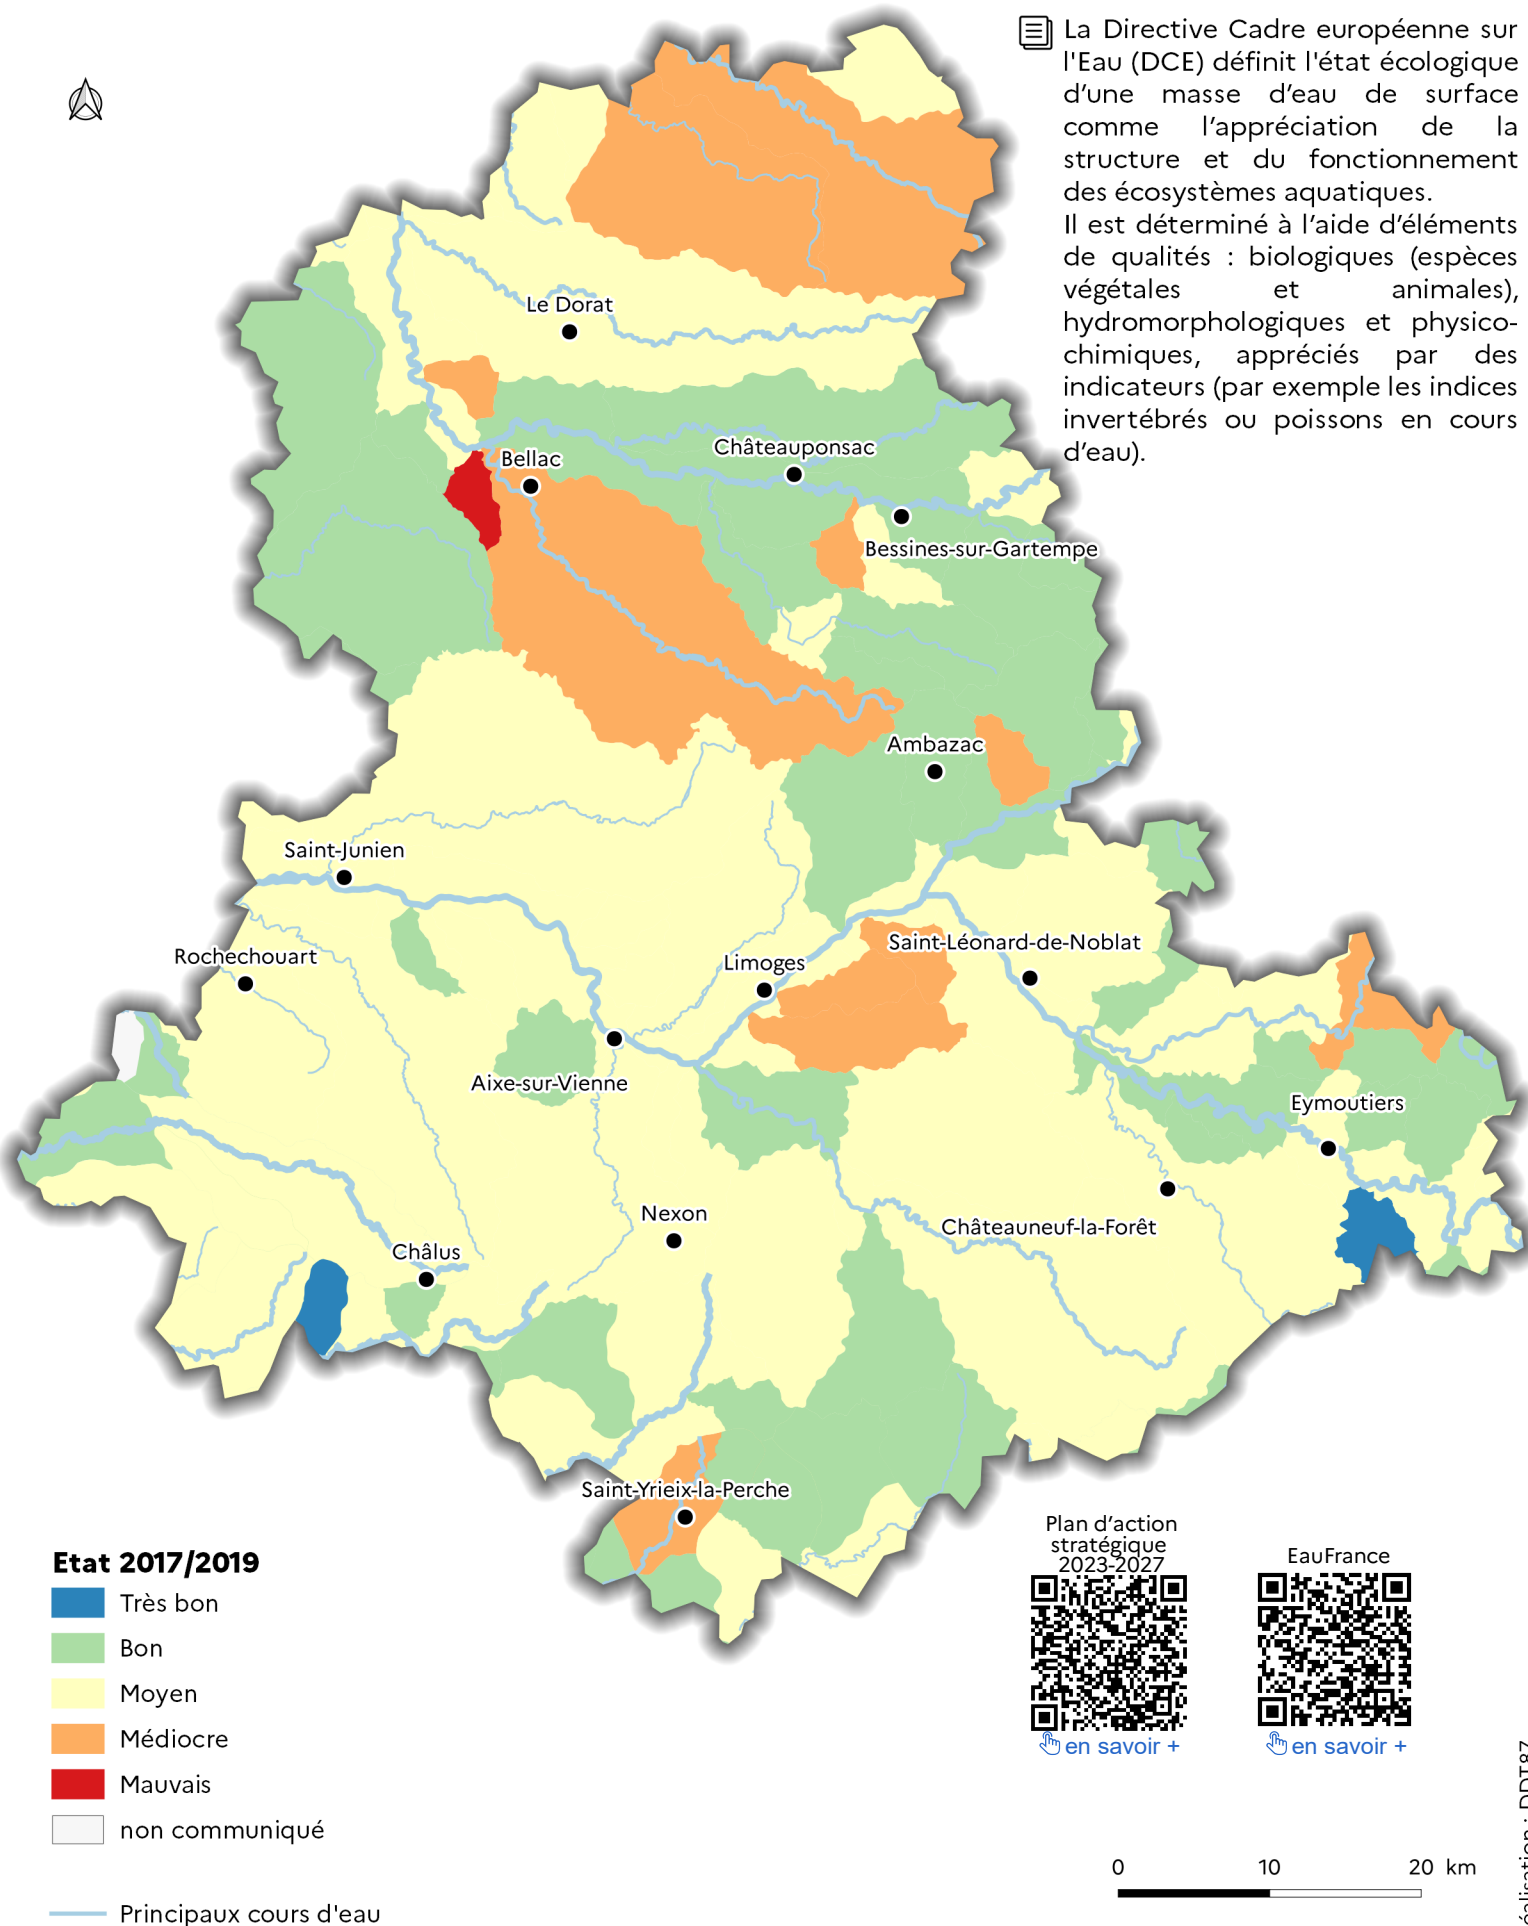 La Directive Cadre européenne sur
l'Eau (DCE) définit l'état écologique
d’une masse d’eau de surface
comme l’appréciation de la
structure et du fonctionnement
des écosystèmes aquatiques.
Il est déterminé à l’aide d’éléments
de qualités : biologiques (espèces
végétales et animales),
hydromorphologiques et physico-
chimiques, appréciés par des
indicateurs (par exemple les indices
invertébrés ou poissons en cours
d’eau).
Le Dorat
Bellac
Châteauponsac
Bessines-sur-Gartempe
Ambazac
Saint-Junien
Rochechouart
Limoges
Saint-Léonard-de-Noblat
Aixe-sur-Vienne
Eymoutiers
Nexon
Châteauneuf-la-Forêt
Châlus
Saint-Yrieix-la-Perche
Etat 2017/2019
Très bon
Bon
Moyen
Médiocre
Mauvais
non communiqué
Principaux cours d'eau
Plan d’action
stratégique
2023-2027
en savoir +
EauFrance
en savoir +
0 10 20 km